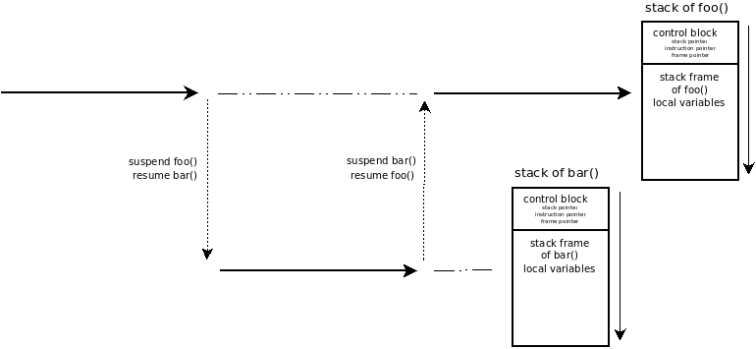 stack of foo()
control block
stack pointer
instruction pointer
frame pointer
stack frame
of foo()
local variables
suspend foo()
resume bar()
suspend bar()
resume foo()
stack of bar()
control block
stack pointer
instruction pointer
frame pointer
stack frame
of bar()
local variables